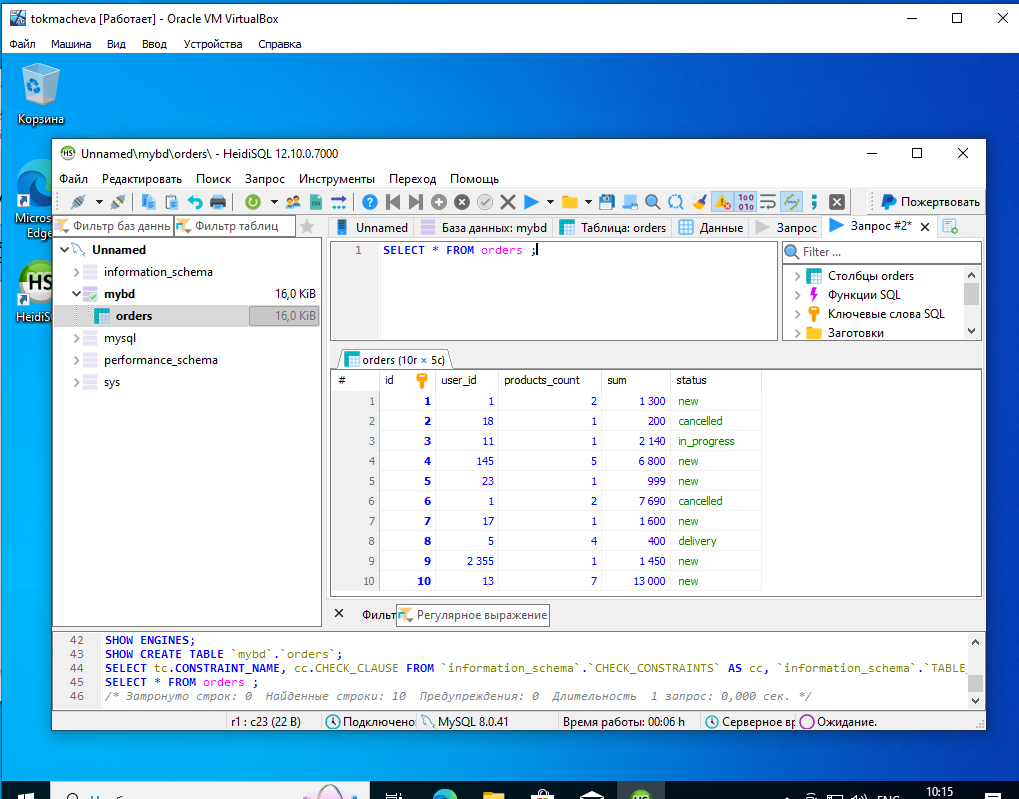 tokmacheva [Работает] - Oracle VM VirtualBox
Файл Машина Вид Ввод Устройства Справка
Корзина
Micros
Edge
HeidiS
Unnamed\mybd\orders\ - HeidiSQL 12.10.0.7000
Файл Редактировать Поиск Запрос Инструменты Переход Помощь
Пожертвовать
Фильтр баз данны Фильтр таблиц
Unnamed База данных: mybd Таблица: orders Данные Запрос Запрос #2*
Unnamed
information_schema
mybd 16,0 KiB
orders 16,0 KiB
mysql
performance_schema
sys
1 SELECT * FROM orders ;
Filter ...
Столбцы orders
Функции SQL
Ключевые слова SQL
Заготовки
orders (10r × 5c)
# id user_id products_count sum status
1 1 1 2 1 300 new
2 2 18 1 200 cancelled
3 3 11 1 2 140 in_progress
4 4 145 5 6 800 new
5 5 23 1 999 new
6 6 1 2 7 690 cancelled
7 7 17 1 1 600 new
8 8 5 4 400 delivery
9 9 2 355 1 1 450 new
10 10 13 7 13 000 new
Фильт Регулярное выражение
42 SHOW ENGINES;
43 SHOW CREATE TABLE `mybd`.`orders`;
44 SELECT tc.CONSTRAINT_NAME, cc.CHECK_CLAUSE FROM `information_schema`.`CHECK_CONSTRAINTS` AS cc, `information_schema`.`TABLE_
45 SELECT * FROM orders ;
46 /* Затронуто строк: 0 Найденные строки: 10 Предупреждения: 0 Длительность 1 запрос: 0,000 сек. */
r1 : c23 (22 B) Подключено: MySQL 8.0.41 Время работы: 00:06 h Серверное вр Ожидание.
10:15